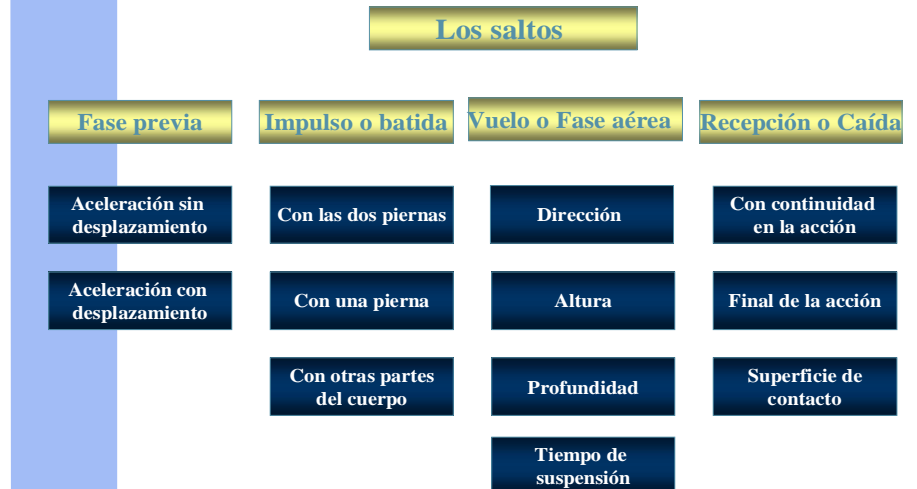 Los saltos
Fase previa
Impulso o batida
Vuelo o Fase aérea
Recepción o Caída
Aceleración sin
desplazamiento
Con las dos piernas
Dirección
Con continuidad
en la acción
Aceleración con
desplazamiento
Con una pierna
Altura
Final de la acción
Con otras partes
del cuerpo
Profundidad
Superficie de
contacto
Tiempo de
suspensión